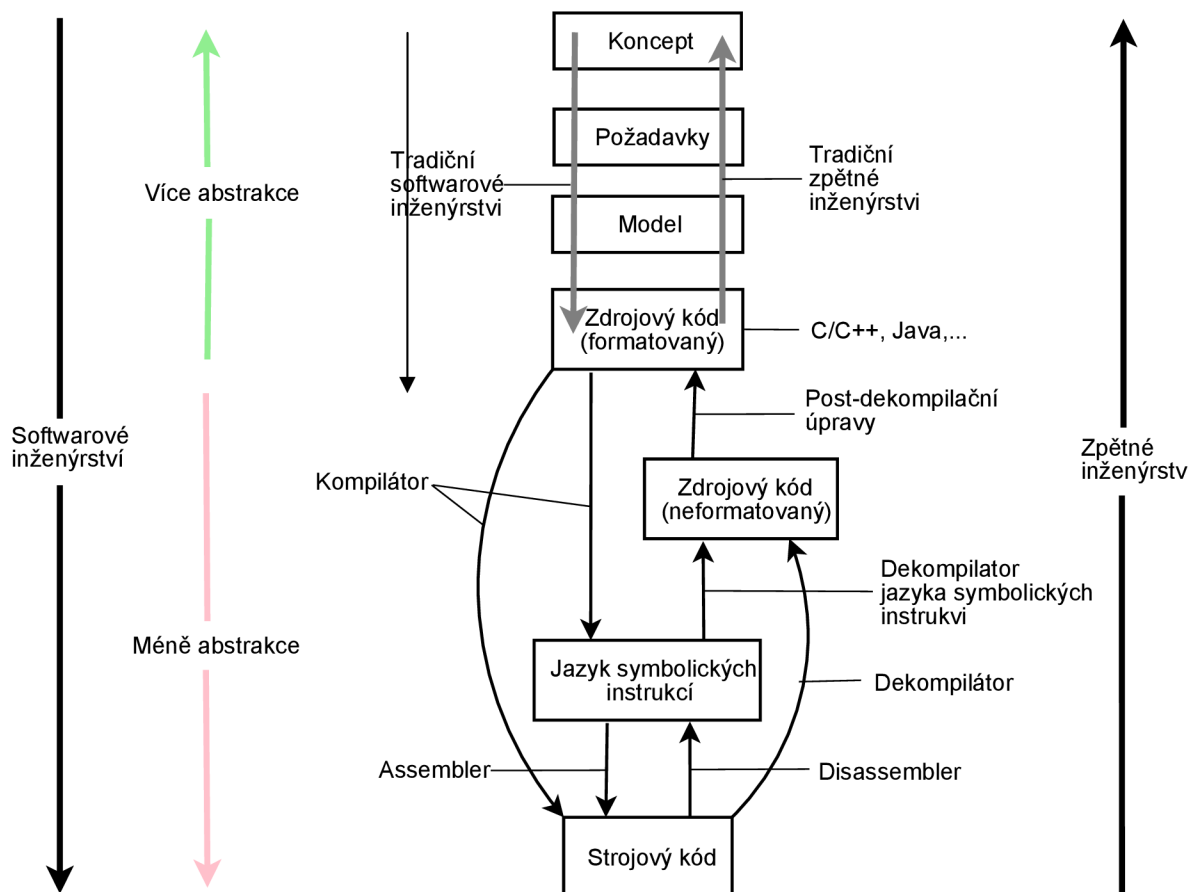 Koncept
Požadavky
Tradiční
softwarové
inženýrstvi
Tradiční
zpětné
inženýrstvi
Více abstrakce
Model
Zdrojový kód
(formatovaný)
C/C++, Java,...
Post-dekompilační
úpravy
Softwarové
inženýrství
Zpětné
inženýrstv
Kompilátor
Zdrojový kód
(neformatovaný)
Dekompilator
jazyka symbolických
instrukvi
Méně abstrakce
Jazyk symbolických
instrukcí
Dekompilátor
Assembler
Disassembler
Strojový kód